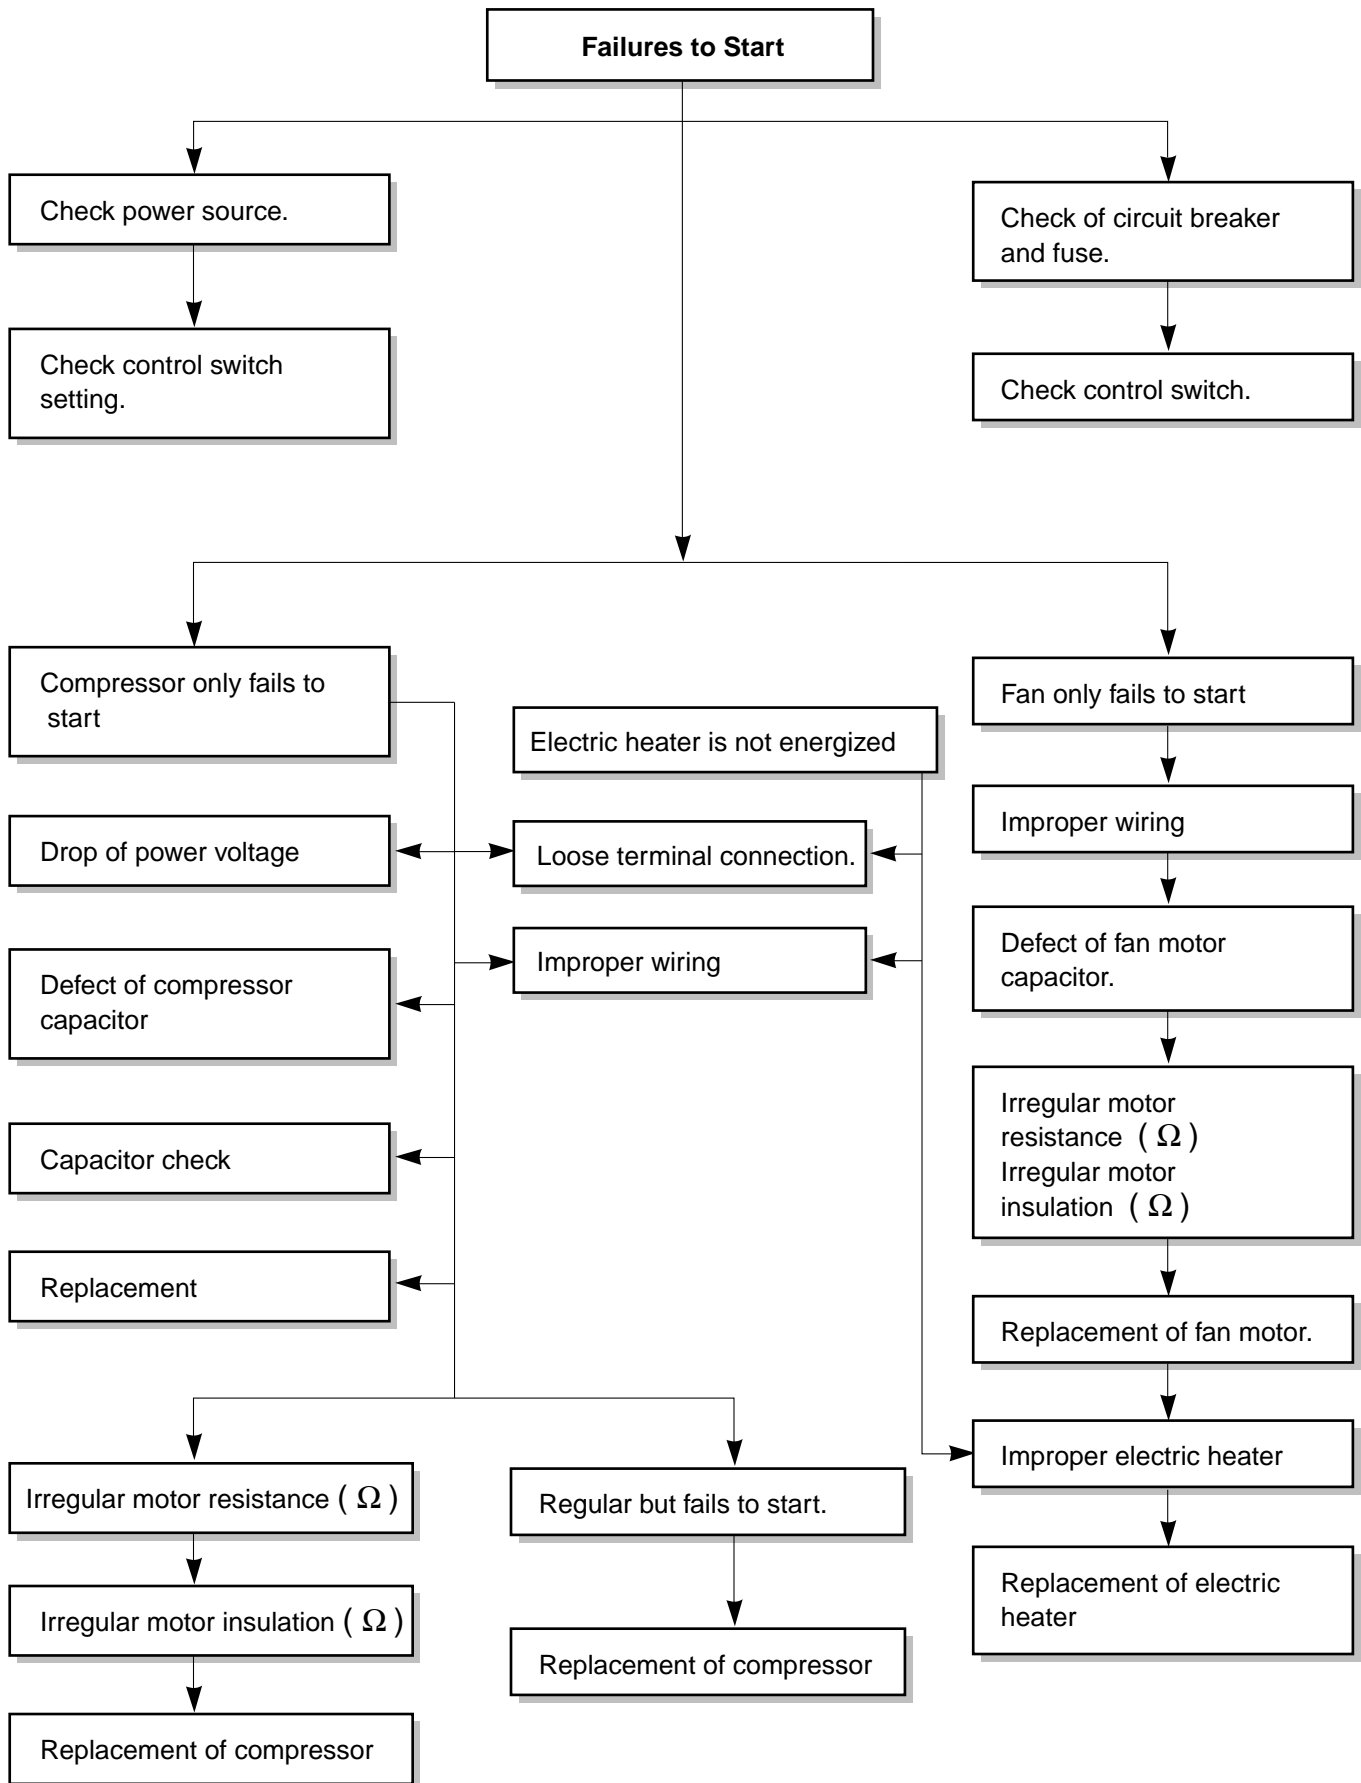 Failures to Start
Check power source.
Check of circuit breaker
and fuse.
Check control switch
setting.
Check control switch.
Compressor only fails to
start
Fan only fails to start
Electric heater is not energized
Improper wiring
Drop of power voltage
Loose terminal connection.
Defect of fan motor
capacitor.
Improper wiring
Defect of compressor
capacitor
Irregular motor
resistance ( Ω )
Irregular motor
insulation ( Ω )
Capacitor check
Replacement
Replacement of fan motor.
Improper electric heater
Irregular motor resistance ( Ω )
Regular but fails to start.
Replacement of electric
heater
Irregular motor insulation ( Ω )
Replacement of compressor
Replacement of compressor